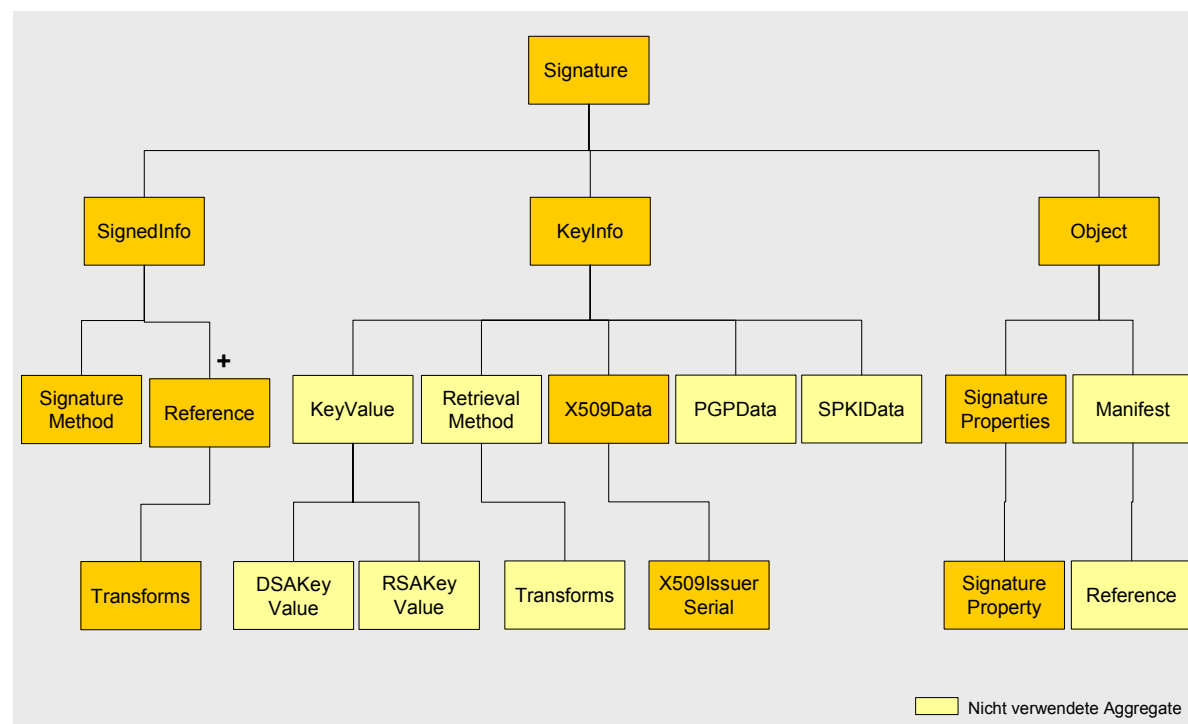 Signature
SignedInfo
KeyInfo
Object
+
Signature
Method
Reference
KeyValue
Retrieval
Method
X509Data
PGPData
SPKIData
Signature
Properties
Manifest
Transforms
DSAKey
Value
RSAKey
Value
Transforms
X509Issuer
Serial
Signature
Property
Reference
Nicht verwendete Aggregate